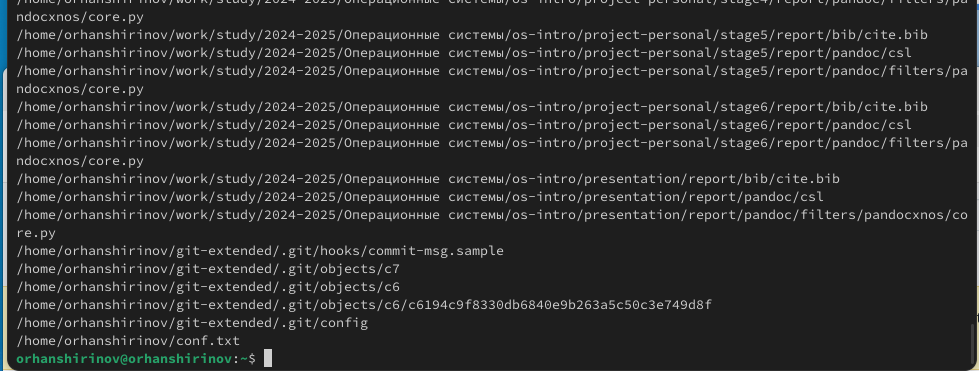 /home/orhanshirinov/work/study/2024-2025/Операционные системы/os-intro/project-personal/stage4/report/pandoc/filters/pa
ndocxnos/core.py
/home/orhanshirinov/work/study/2024-2025/Операционные системы/os-intro/project-personal/stage5/report/bib/cite.bib
/home/orhanshirinov/work/study/2024-2025/Операционные системы/os-intro/project-personal/stage5/report/pandoc/csl
/home/orhanshirinov/work/study/2024-2025/Операционные системы/os-intro/project-personal/stage5/report/pandoc/filters/pa
ndocxnos/core.py
/home/orhanshirinov/work/study/2024-2025/Операционные системы/os-intro/project-personal/stage6/report/bib/cite.bib
/home/orhanshirinov/work/study/2024-2025/Операционные системы/os-intro/project-personal/stage6/report/pandoc/csl
/home/orhanshirinov/work/study/2024-2025/Операционные системы/os-intro/project-personal/stage6/report/pandoc/filters/pa
ndocxnos/core.py
/home/orhanshirinov/work/study/2024-2025/Операционные системы/os-intro/presentation/report/bib/cite.bib
/home/orhanshirinov/work/study/2024-2025/Операционные системы/os-intro/presentation/report/pandoc/csl
/home/orhanshirinov/work/study/2024-2025/Операционные системы/os-intro/presentation/report/pandoc/filters/pandocxnos/co
re.py
/home/orhanshirinov/git-extended/.git/hooks/commit-msg.sample
/home/orhanshirinov/git-extended/.git/objects/c7
/home/orhanshirinov/git-extended/.git/objects/c6
/home/orhanshirinov/git-extended/.git/objects/c6/c6194c9f8330db6840e9b263a5c50c3e749d8f
/home/orhanshirinov/git-extended/.git/config
/home/orhanshirinov/conf.txt
orhanshirinov@orhanshirinov:~$